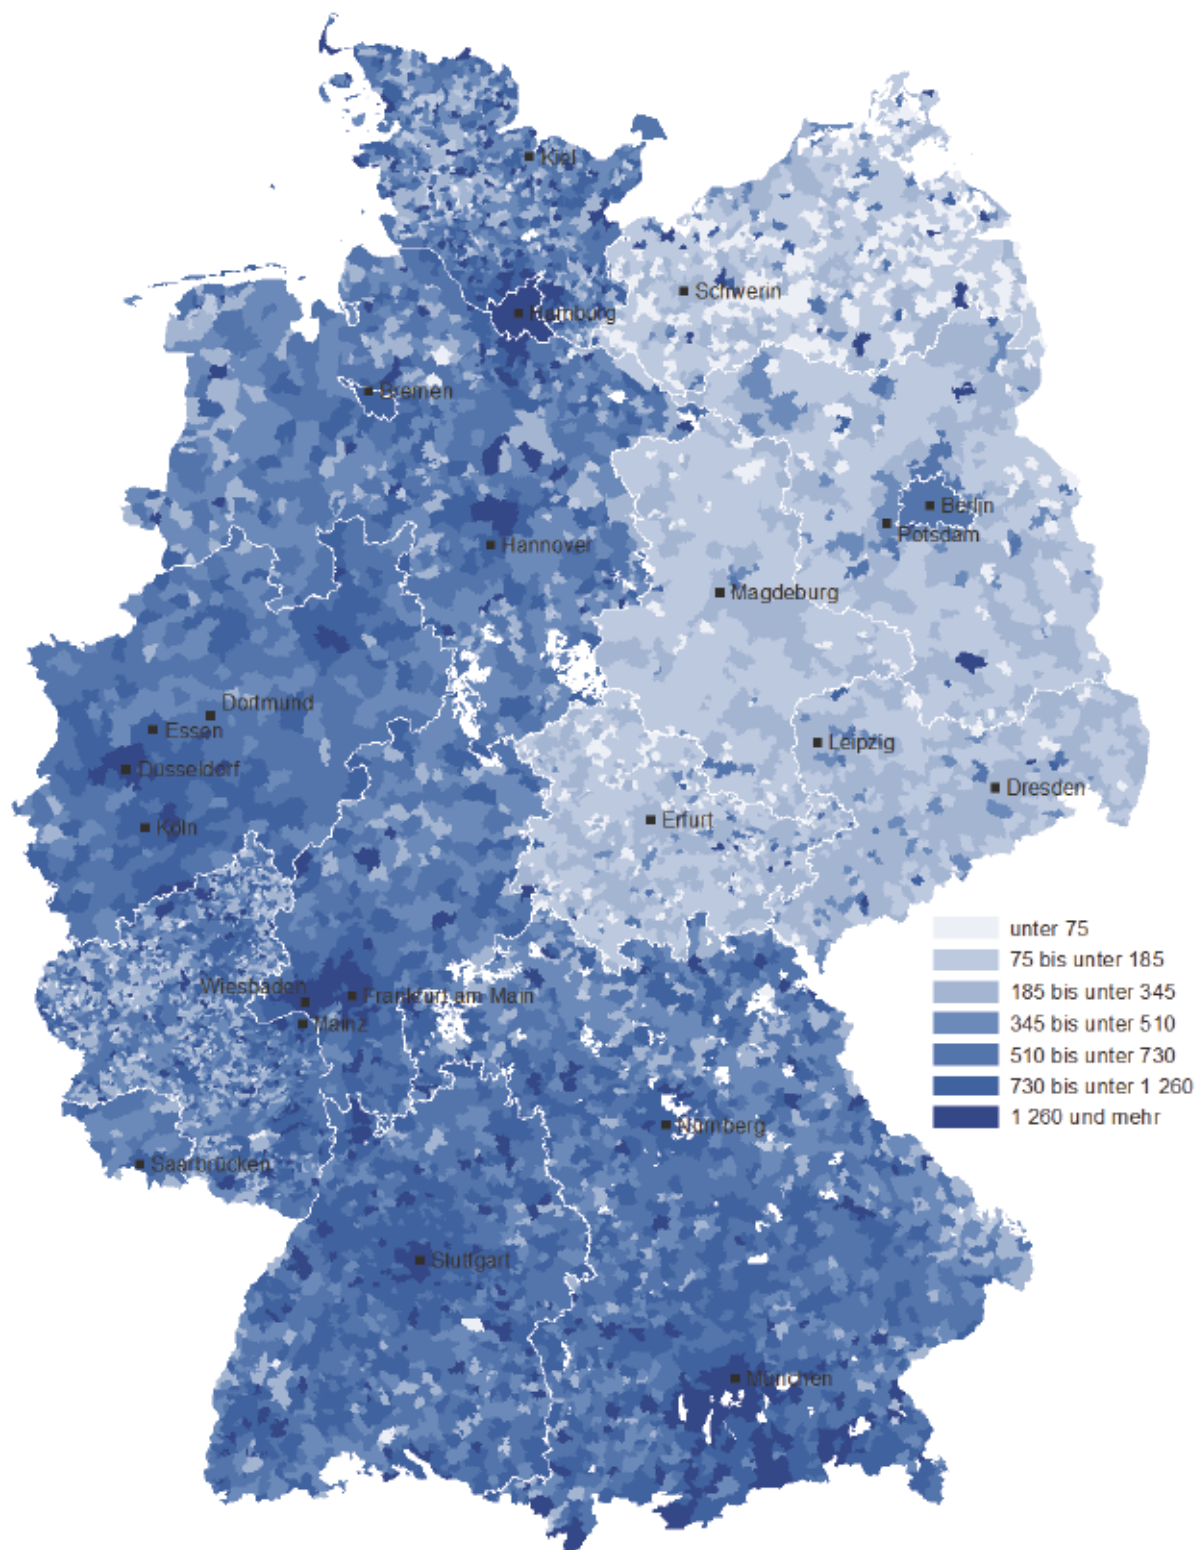 Kiel
Schwerin
Hamburg
Bremen
Berlin
Potsdam
Hannover
Magdeburg
Dortmund
Essen
Düsseldorf
Leipzig
Dresden
Köln
Erfurt
unter 75
75 bis unter 185
185 bis unter 345
345 bis unter 510
510 bis unter 730
730 bis unter 1 260
1 260 und mehr
Wiesbaden
Frankfurt am Main
Mainz
Nürnberg
Saarbrücken
Stuttgart
München